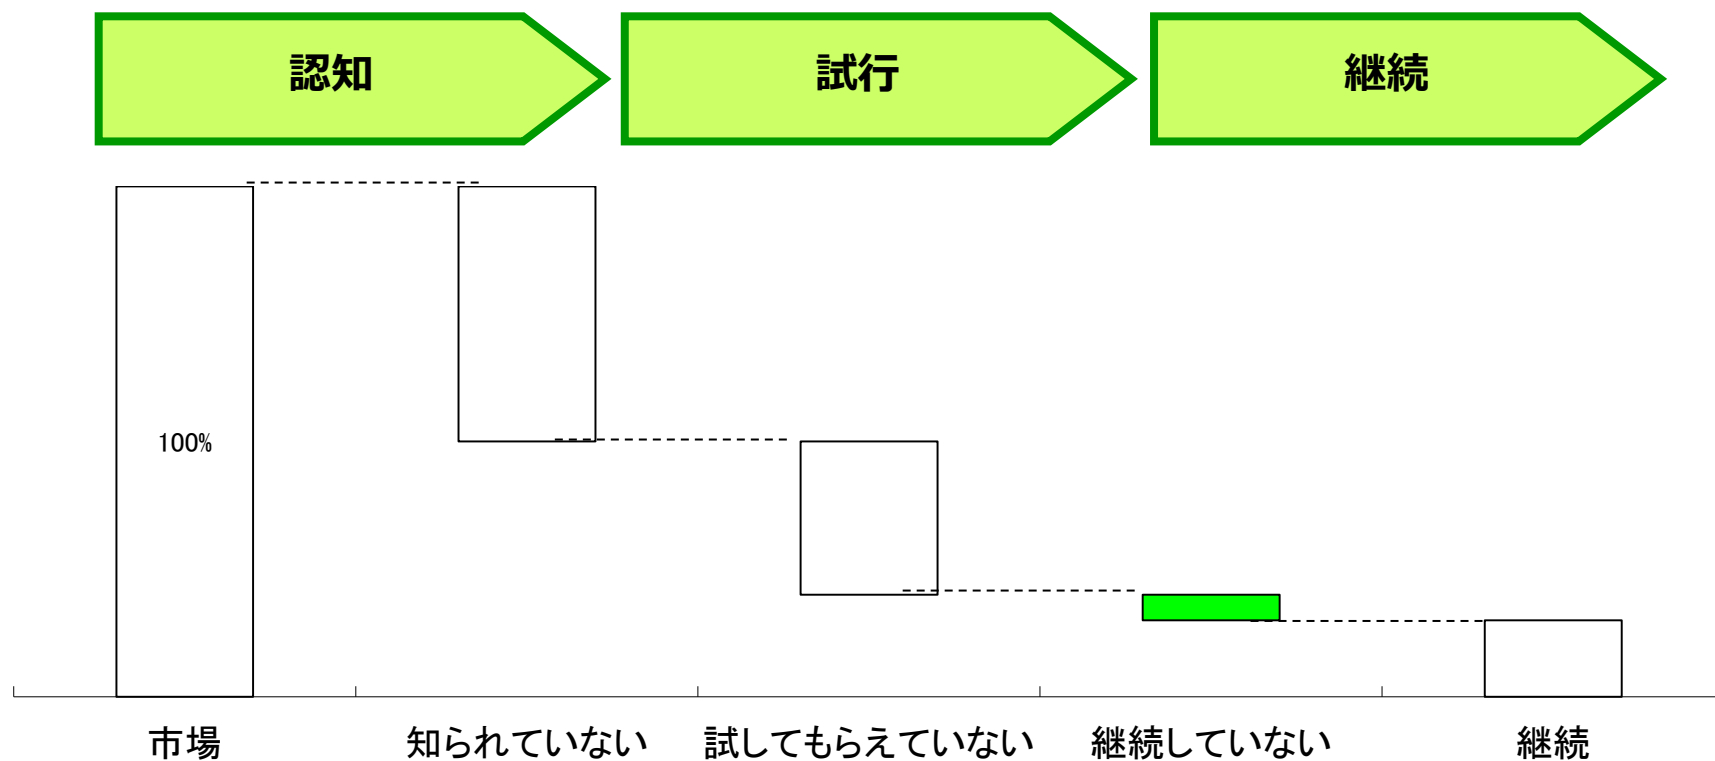 認知
試行
継続
100%
市場
知られていない
試してもらえていない
継続していない
継続